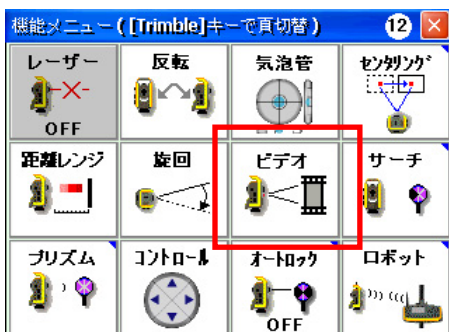 機能メニュー([Trimble]キーで直切替) 12
レーザー
OFF
反転
気泡管
センタリング
距離レンジ
旋回
ビデオ
サーチ
プリズム
コントロール
オートロック
OFF
ロボット